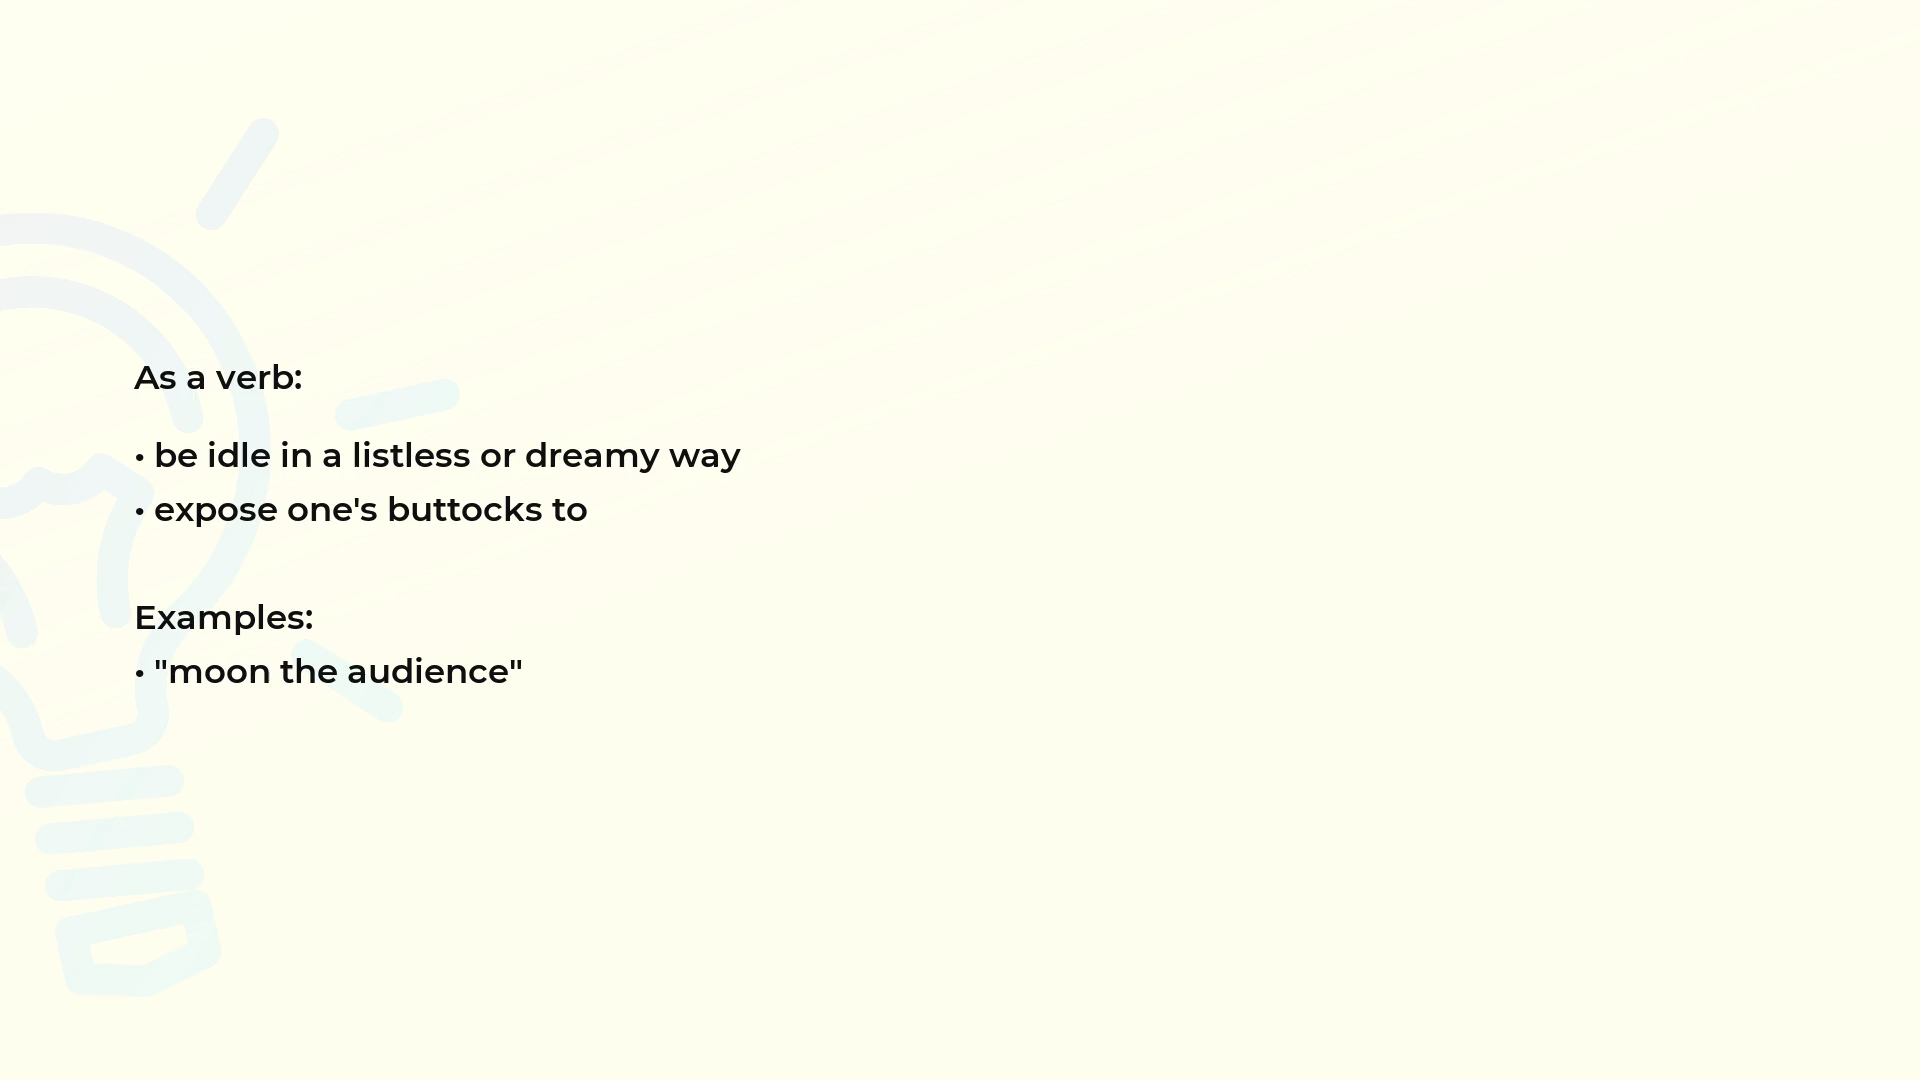 As a verb:
• be idle in a listless or dreamy way
• expose one's buttocks to
Examples:
• "moon the audience"